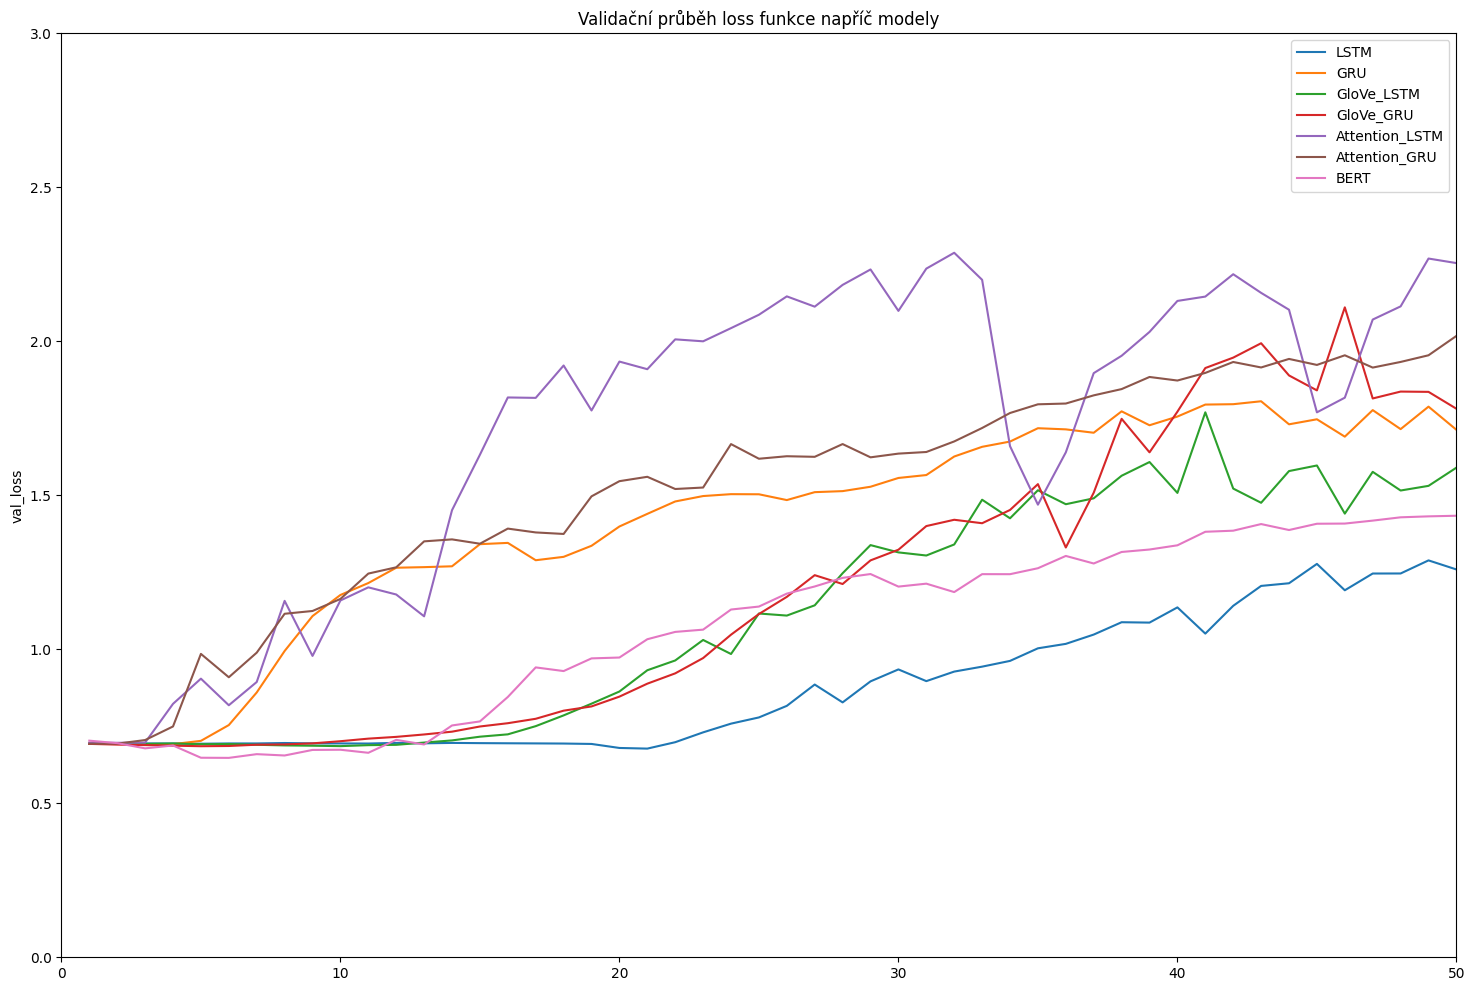 Validační průběh loss funkce napříč modely
3.0
2.5
2.0
1.5
1.0
0.5
0.0
val_loss
0
10
20
30
40
50
LSTM
GRU
GloVe_LSTM
GloVe_GRU
Attention_LSTM
Attention_GRU
BERT